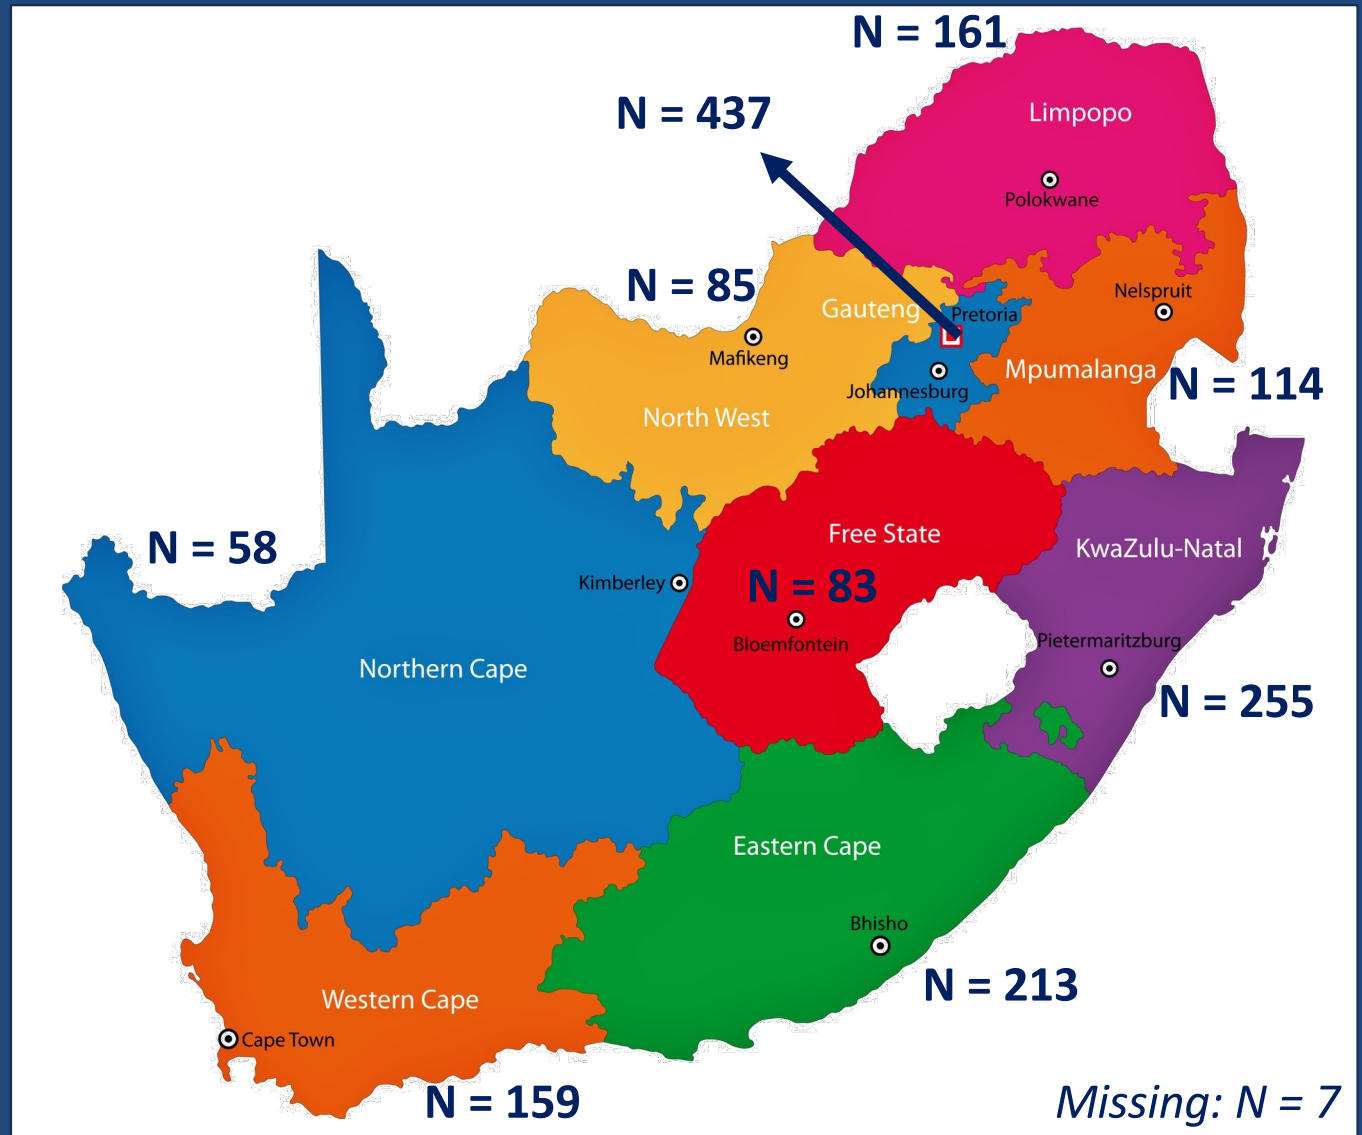 N = 161
N = 437
Limpopo
Polokwane
N = 85
Nelspruit
Gauteng
Pretoria
Mafikeng
Mpumalanga
N = 114
Johannesburg
North West
Free State
KwaZulu-Natal
N = 58
Kimberley
N = 83
Bloemfontein
Pietermaritzburg
Northern Cape
N = 255
Eastern Cape
Bhisho
N = 213
Western Cape
Cape Town
N = 159
Missing: N = 7